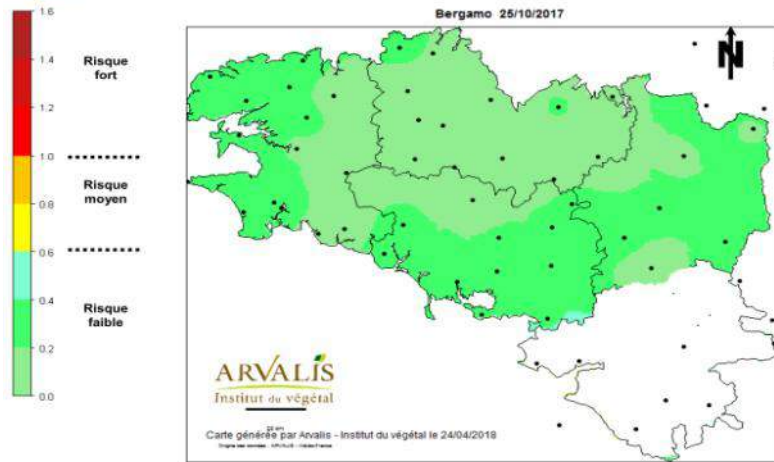 Bergamo 25/10/2017
1.6
1.4
1.2
1.0
0.8
0.6
0.4
0.2
0.0
Risque
fort
Risque
moyen
Risque
faible
N
ARVALIS
Institut du végétal
Carte générée par Arvalis - Institut du végétal le 24/04/2018